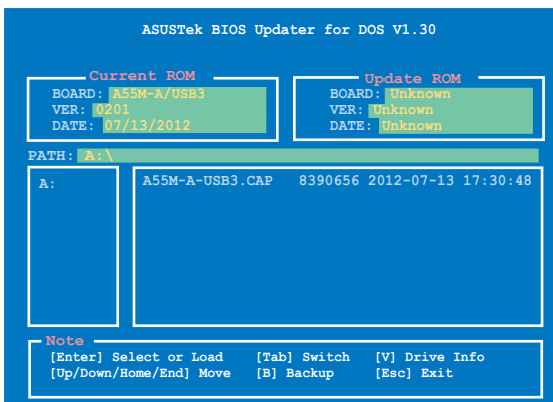 ASUSTek BIOS Updater for DOS V1.30
Current ROM
BOARD: A55M-A/USB3
VER: 0201
DATE: 07/13/2012
Update ROM
BOARD: Unknown
VER: Unknown
DATE: Unknown
PATH: A:\
A:
A55M-A-USB3.CAP 8390656 2012-07-13 17:30:48
Note
[Enter] Select or Load [Tab] Switch [V] Drive Info
[Up/Down/Home/End] Move [B] Backup [Esc] Exit